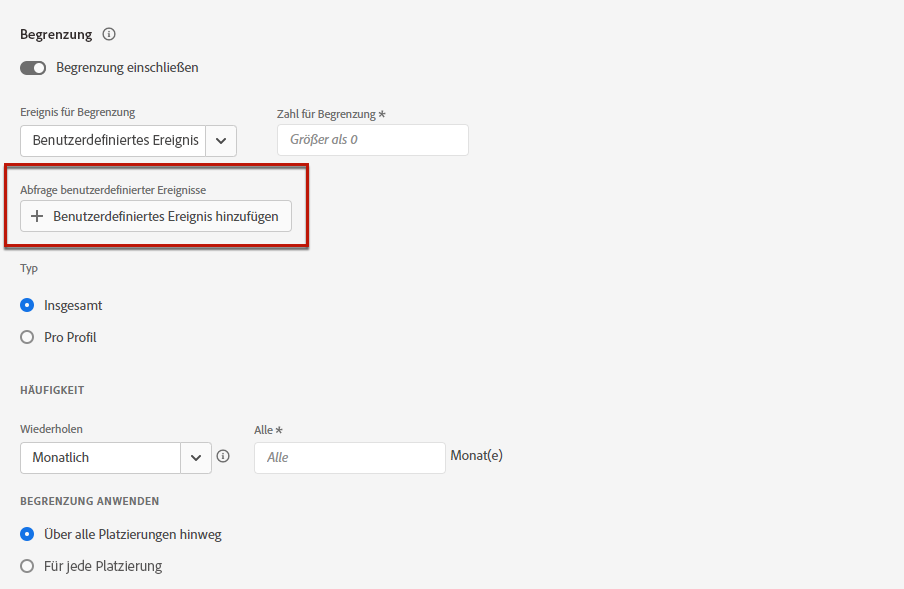 Begrenzung
Begrenzung einschließen
Ereignis für Begrenzung
Zahl für Begrenzung *
Benutzerdefiniertes Ereignis
Größer als 0
Abfrage benutzerdefinierter Ereignisse
+ Benutzerdefiniertes Ereignis hinzufügen
Typ
Insgesamt
Pro Profil
HÄUFIGKEIT
Wiederholen
Alle *
Monatlich
Alle
Monat(e)
BEGRENZUNG ANWENDEN
Über alle Platzierungen hinweg
Für jede Platzierung